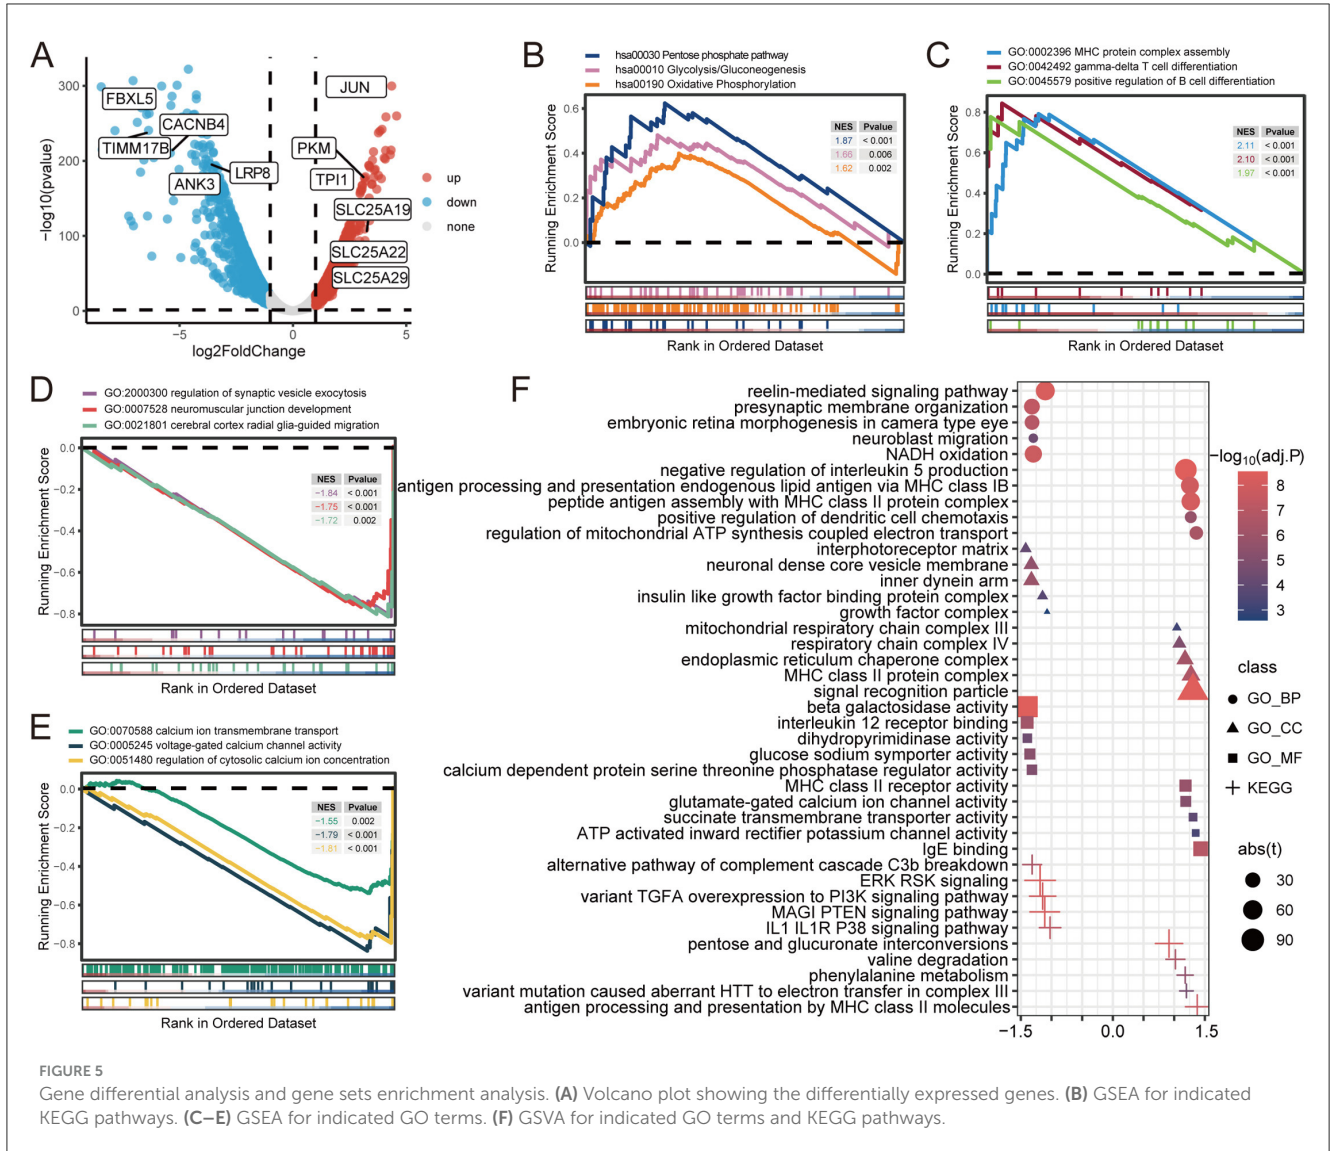 A
−log10(pvalue)
300
200
100
0
−5
0
5
log2FoldChange
FBXL5
CACNB4
TIMM17B
LRP8
ANK3
JUN
PKM
TPI1
SLC25A19
SLC25A22
SLC25A29
up
down
none
B
hsa00030 Pentose phosphate pathway
hsa00010 Glycolysis/Gluconeogenesis
hsa00190 Oxidative Phosphorylation
Running Enrichment Score
0.6
0.4
0.2
0.0
NES Pvalue
1.87 < 0.001
1.66 0.006
1.62 0.002
Rank in Ordered Dataset
C
GO:0002396 MHC protein complex assembly
GO:0042492 gamma-delta T cell differentiation
GO:0045579 positive regulation of B cell differentiation
Running Enrichment Score
0.8
0.6
0.4
0.2
0.0
NES Pvalue
2.11 < 0.001
2.10 < 0.001
1.97 < 0.001
Rank in Ordered Dataset
D
GO:2000300 regulation of synaptic vesicle exocytosis
GO:0007528 neuromuscular junction development
GO:0021801 cerebral cortex radial glia-guided migration
Running Enrichment Score
0.0
−0.2
−0.4
−0.6
−0.8
NES Pvalue
−1.84 < 0.001
−1.75 < 0.001
−1.72 0.002
Rank in Ordered Dataset
E
GO:0070588 calcium ion transmembrane transport
GO:0005245 voltage-gated calcium channel activity
GO:0051480 regulation of cytosolic calcium ion concentration
Running Enrichment Score
0.0
−0.2
−0.4
−0.6
−0.8
NES Pvalue
−1.55 0.002
−1.79 < 0.001
−1.81 < 0.001
Rank in Ordered Dataset
F
reelin-mediated signaling pathway
presynaptic membrane organization
embryonic retina morphogenesis in camera type eye
neuroblast migration
NADH oxidation
negative regulation of interleukin 5 production
antigen processing and presentation endogenous lipid antigen via MHC class IB
peptide antigen assembly with MHC class II protein complex
positive regulation of dendritic cell chemotaxis
regulation of mitochondrial ATP synthesis coupled electron transport
interphotoreceptor matrix
neuronal dense core vesicle membrane
inner dynein arm
insulin like growth factor binding protein complex
growth factor complex
mitochondrial respiratory chain complex III
respiratory chain complex IV
endoplasmic reticulum chaperone complex
MHC class II protein complex
signal recognition particle
beta galactosidase activity
interleukin 12 receptor binding
dihydropyrimidinase activity
glucose sodium symporter activity
calcium dependent protein serine threonine phosphatase regulator activity
MHC class II receptor activity
glutamate-gated calcium ion channel activity
succinate transmembrane transporter activity
ATP activated inward rectifier potassium channel activity
IgE binding
alternative pathway of complement cascade C3b breakdown
ERK RSK signaling
variant TGFA overexpression to PI3K signaling pathway
MAGI PTEN signaling pathway
IL1 IL1R P38 signaling pathway
pentose and glucuronate interconversions
valine degradation
phenylalanine metabolism
variant mutation caused aberrant HTT to electron transfer in complex III
antigen processing and presentation by MHC class II molecules
−1.5
0.0
1.5
−log10(adj.P)
8
7
6
5
4
3
class
GO_BP
GO_CC
GO_MF
KEGG
abs(t)
30
60
90
FIGURE 5
Gene differential analysis and gene sets enrichment analysis. (A) Volcano plot showing the differentially expressed genes. (B) GSEA for indicated
KEGG pathways. (C–E) GSEA for indicated GO terms. (F) GSVA for indicated GO terms and KEGG pathways.